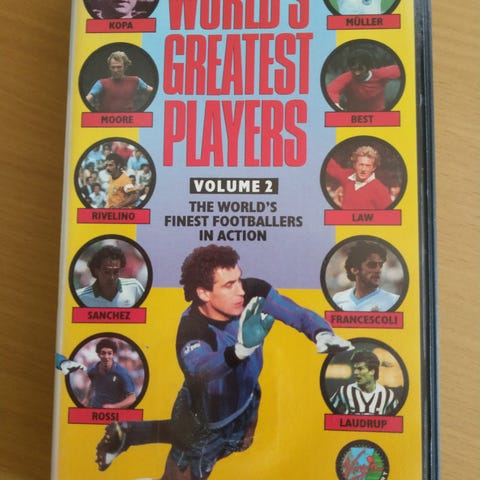 WORLD'S
GREATEST
PLAYERS
VOLUME 2
THE WORLD'S
FINEST FOOTBALLERS
IN ACTION
KOPA
MÜLLER
MOORE
BEST
RIVELINO
LAW
SANCHEZ
FRANCESCOLI
ROSSI
LAUDRUP
Virgin